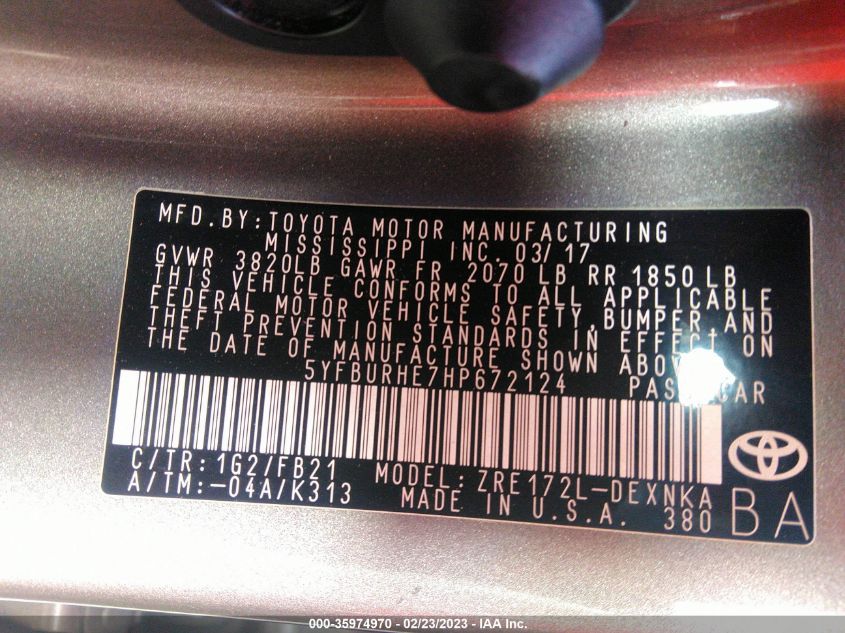 MFD.BY:TOYOTA MOTOR MANUFACTURING
MISSISSIPPI INC. 03/17
GVWR 3820LB GAWR FR 2070 LB RR 1850 LB
THIS VEHICLE CONFORMS TO ALL APPLICABLE
FEDERAL MOTOR VEHICLE SAFETY,BUMPER,AND
THEFT PREVENTION STANDARDS IN EFFECT ON
THE DATE OF MANUFACTURE SHOWN
5YFBURHE7HP672124 CAR
C/TR:1G2/FB21 MODEL: ZRE172L-DEXNKA
A/TM:-04A/K313 MADE IN U.S.A. 380 BA
000-35974970 - 02/23/2023 - IAA Inc.